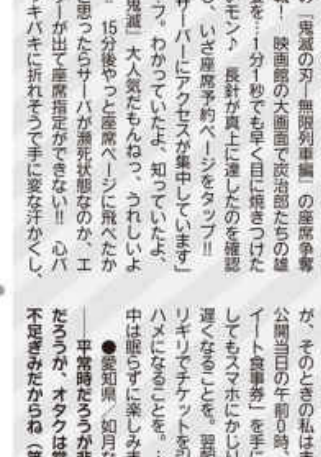 の『鬼滅の刃―無限列車編』の座席争奪
戦! 映画館の大画面で炭治郎たちの雄
姿を…1分1秒でも早く目に焼きつけた
いモン♪ 長針が真上に達したのを確認
し、いざ座席予約ページをタップ!!
サーバーにアクセスが集中しています」
フ。わかっていたよ、知っていたよ、
鬼滅』大人気だもんねっ、うれしいよ
!! 15分後やっと座席ページに飛べたか
と思ったらサーバが瀕死状態なのか、エ
ラーが出て座席指定ができない!! 心バ
キバキに折れそうで手に変な汗かくし、
が、そのときの私はま
公開当日の午前0時、
イート食事券」を手に
してもスマホにかじり
遅くなることを。翌朝
リギリでチケットを引
ハメになることを。…
中は眠らずに楽しみま
●愛知県/如月な
――平常時だろうが非
だろうが、オタクは常
不足ぎみだからね(笑